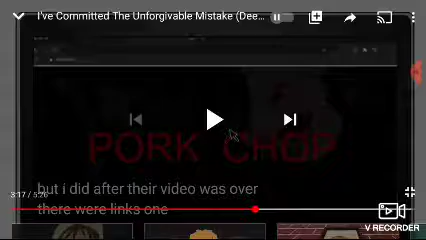 I've Committed The Unforgivable Mistake (Dee...
PORK CHOP
but i did after their video was over
there were links one
3:17 / 5:26
V RECORDER